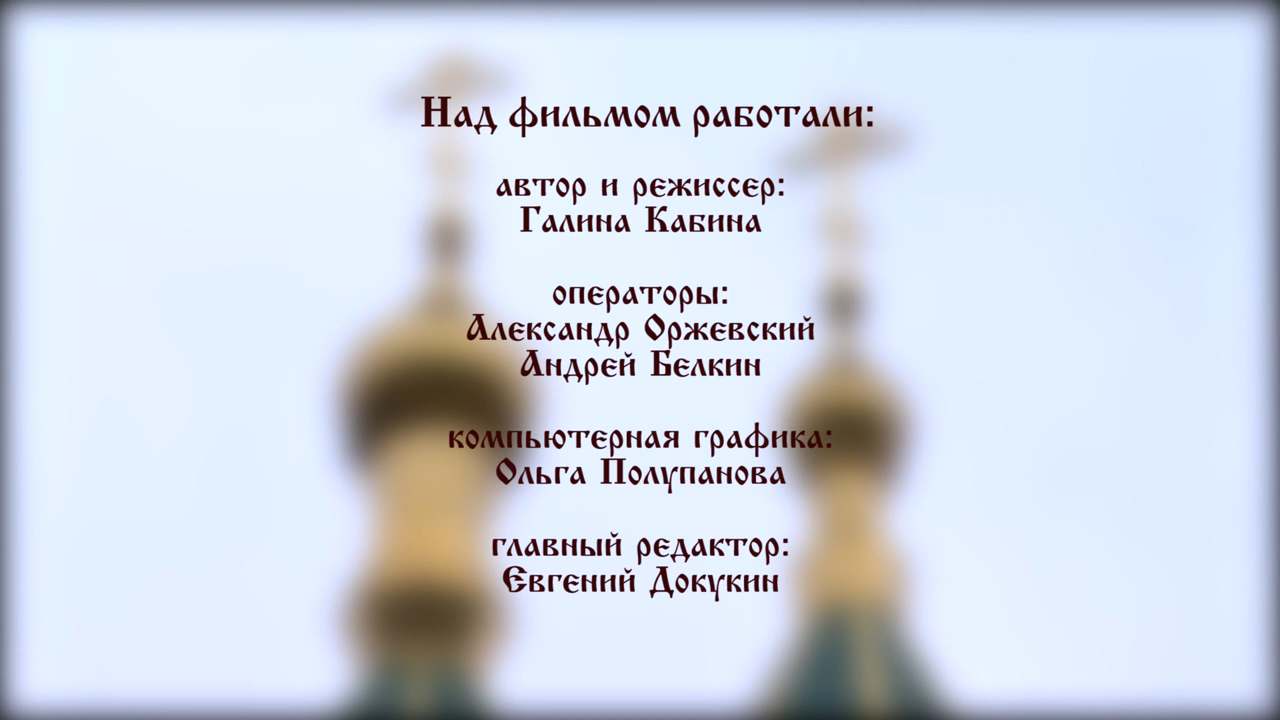 Над фильмом работали:
автор и режиссер:
Галина Кабина
операторы:
Александр Оржевский
Андрей Белкин
компьютерная графика:
Ольга Полупанова
главный редактор:
Евгений Докукин